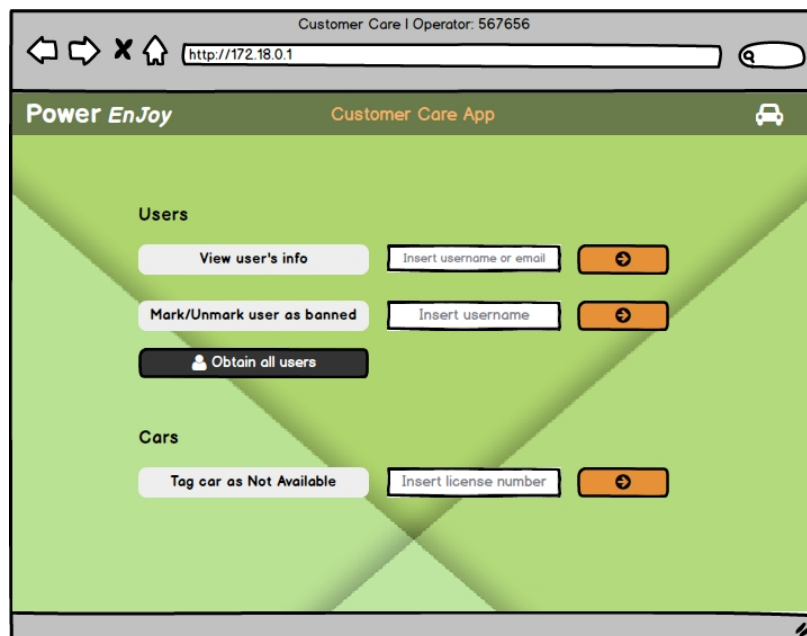 Customer Care | Operator: 567656
http://172.18.0.1
Power EnJoy
Customer Care App
Users
View user's info
Insert username or email
Mark/Unmark user as banned
Insert username
Obtain all users
Cars
Tag car as Not Available
Insert license number